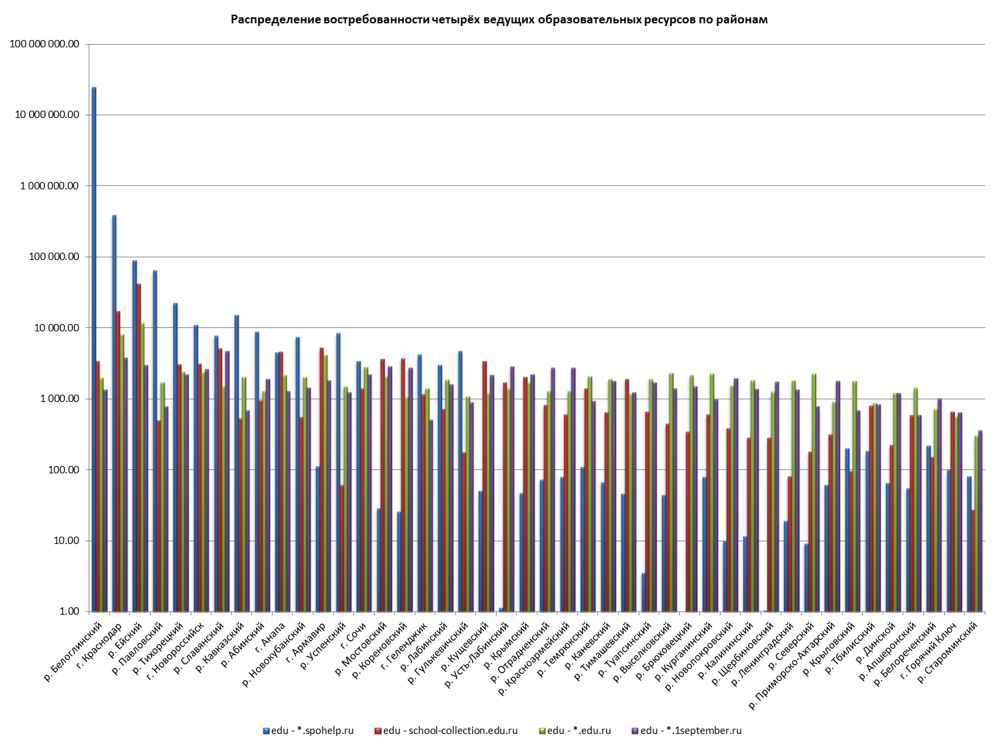 Распределение востребованности четырёх ведущих образовательных ресурсов по районам
100 000 000.00
10 000 000.00
1 000 000.00
100 000.00
10 000.00
1 000.00
100.00
10.00
1.00
р. Белоглинский
г. Краснодар
р. Ейский
р. Павловский
р. Тихорецкий
г. Новороссийск
р. Славянский
р. Кавказский
р. Абинский
г. Анапа
р. Новокубанский
г. Армавир
р. Успенский
г. Сочи
р. Мостовский
р. Кореновский
г. Геленджик
р. Лабинский
р. Гулькевичский
р. Кущевский
р. Усть-Лабинский
р. Крымский
р. Отрадненский
р. Красноармейский
р. Темрюкский
р. Каневский
р. Тимашевский
р. Туапсинский
р. Выселковский
р. Брюховецкий
р. Курганинский
р. Новопокровский
р. Калининский
р. Щербиновский
р. Ленинградский
р. Северский
р. Приморско-Ахтарский
р. Крыловский
р. Тбилисский
р. Динской
р. Апшеронский
р. Белореченский
г. Горячий Ключ
р. Староминский
edu - *.spohelp.ru
edu - school-collection.edu.ru
edu - *.edu.ru
edu - *.1september.ru